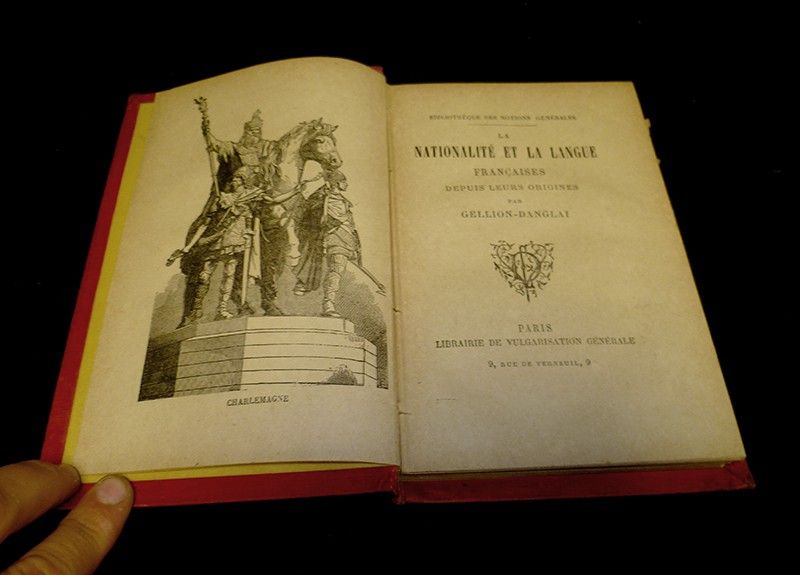 CHARLEMAGNE
BIBLIOTHÈQUE DES NOTIONS GÉNÉRALES
LA
NATIONALITÉ ET LA LANGUE
FRANÇAISES
DEPUIS LEURS ORIGINES
PAR
GELLION-DANGLAI
PARIS
LIBRAIRIE DE VULGARISATION GÉNÉRALE
9, RUE DE VERNEUIL, 9